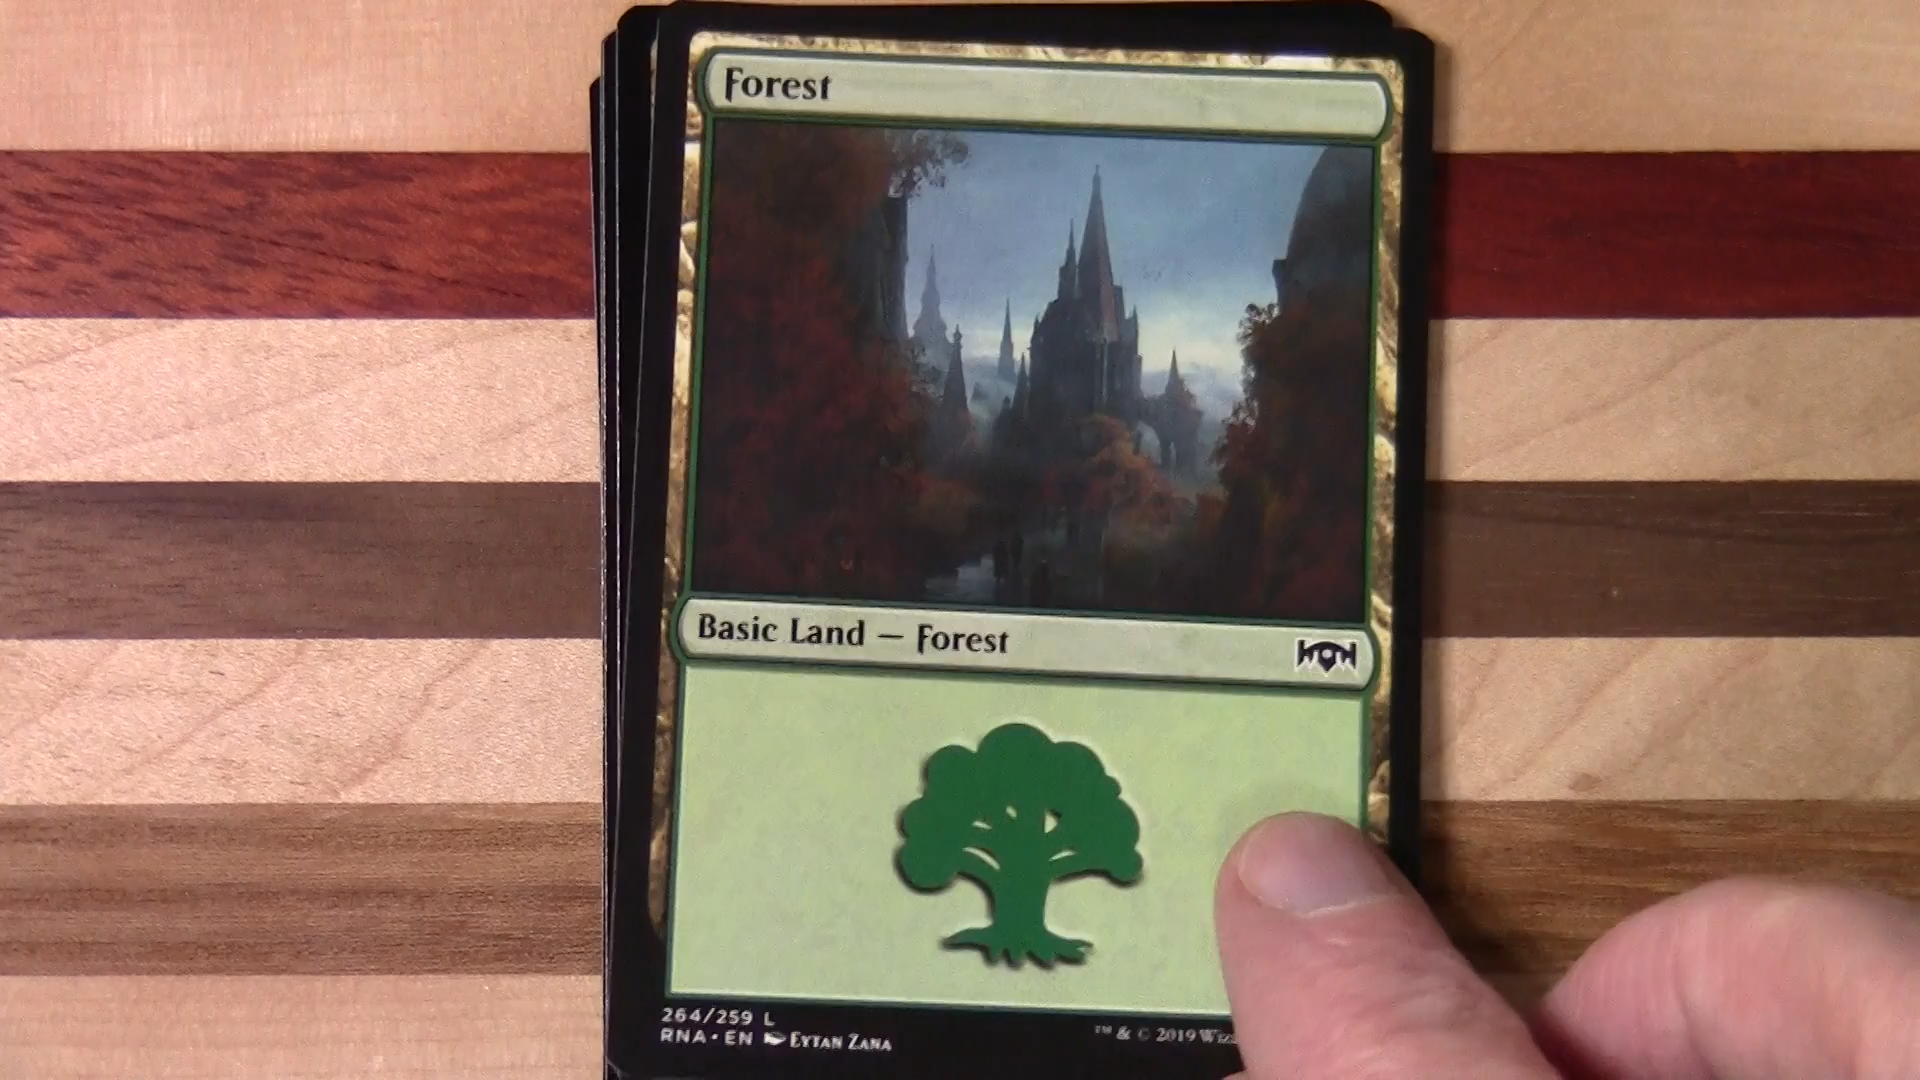 Forest
Basic Land — Forest
264/259 L
RNA • EN Eytan Zana
™ & © 2019